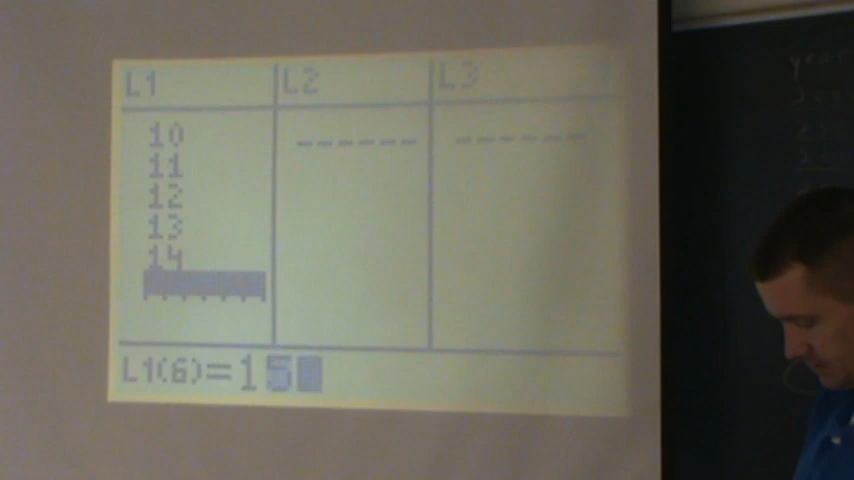 L1 L2 L3
10 ------ ------
11
12
13
14
L1(6)=15